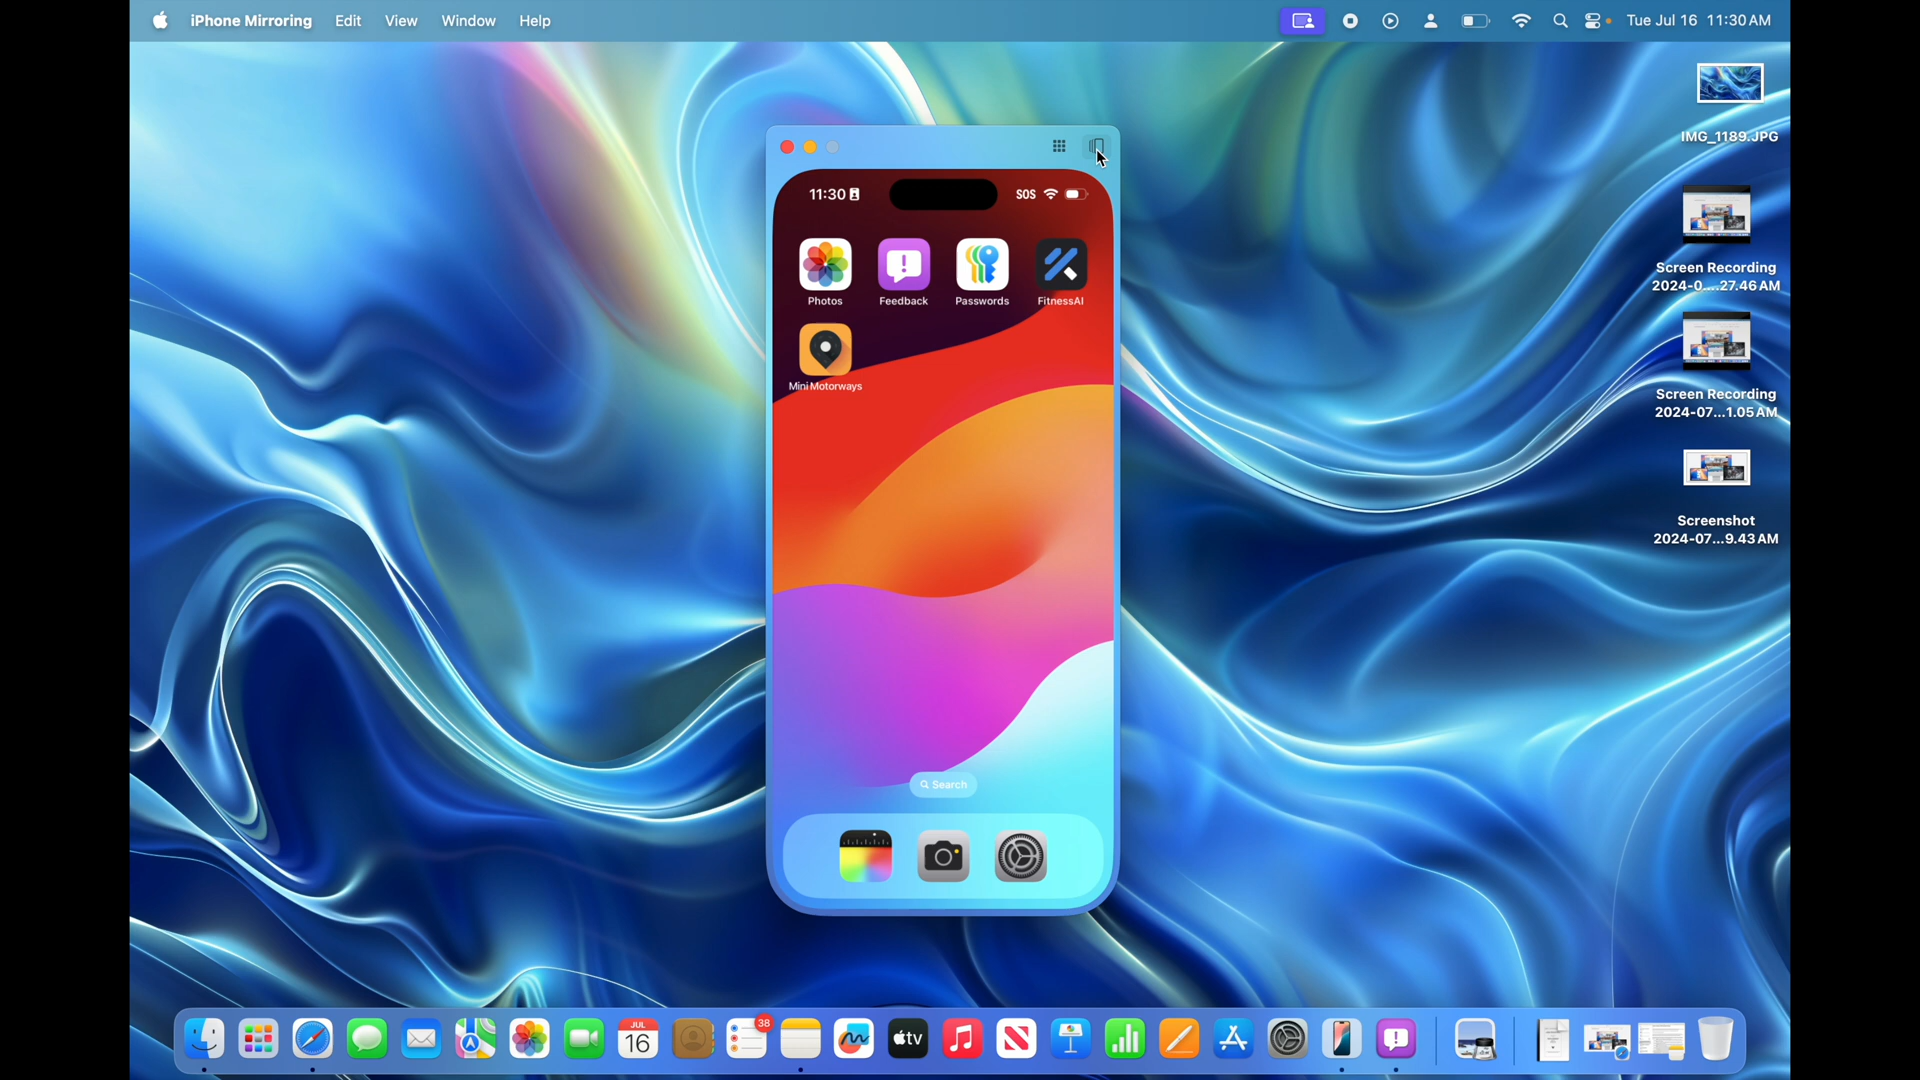 iPhone Mirroring Edit View Window Help Tue Jul 16 11:30 AM
IMG_1189.JPG
Screen Recording
2024-0....27.46 AM
Screen Recording
2024-07...1.05 AM
Screenshot
2024-07...9.43 AM
11:30 SOS
Photos Feedback Passwords FitnessAI
Mini Motorways
Search
JUL
16
38
tv